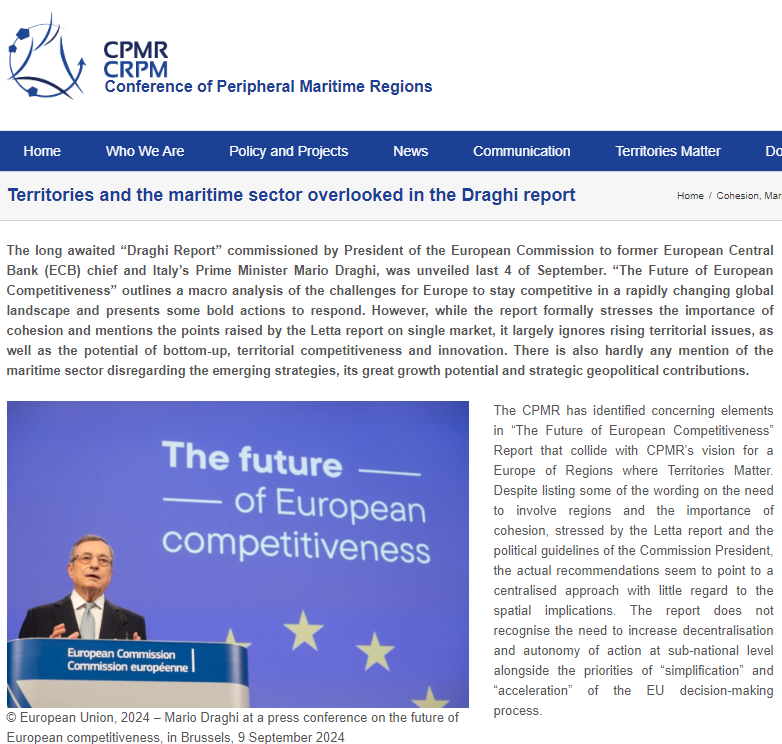 CPMR
CRPM
Conference of Peripheral Maritime Regions
Home Who We Are Policy and Projects News Communication Territories Matter Do
Territories and the maritime sector overlooked in the Draghi report
Home / Cohesion, Mar
The long awaited “Draghi Report” commissioned by President of the European Commission to former European Central
Bank (ECB) chief and Italy’s Prime Minister Mario Draghi, was unveiled last 4 of September. “The Future of European
Competitiveness” outlines a macro analysis of the challenges for Europe to stay competitive in a rapidly changing global
landscape and presents some bold actions to respond. However, while the report formally stresses the importance of
cohesion and mentions the points raised by the Letta report on single market, it largely ignores rising territorial issues, as
well as the potential of bottom-up, territorial competitiveness and innovation. There is also hardly any mention of the
maritime sector disregarding the emerging strategies, its great growth potential and strategic geopolitical contributions.
The future
of European
competitiveness
European Commission
Commission européenne
© European Union, 2024 – Mario Draghi at a press conference on the future of
European competitiveness, in Brussels, 9 September 2024
The CPMR has identified concerning elements
in “The Future of European Competitiveness”
Report that collide with CPMR’s vision for a
Europe of Regions where Territories Matter.
Despite listing some of the wording on the need
to involve regions and the importance of
cohesion, stressed by the Letta report and the
political guidelines of the Commission President,
the actual recommendations seem to point to a
centralised approach with little regard to the
spatial implications. The report does not
recognise the need to increase decentralisation
and autonomy of action at sub-national level
alongside the priorities of “simplification” and
“acceleration” of the EU decision-making
process.